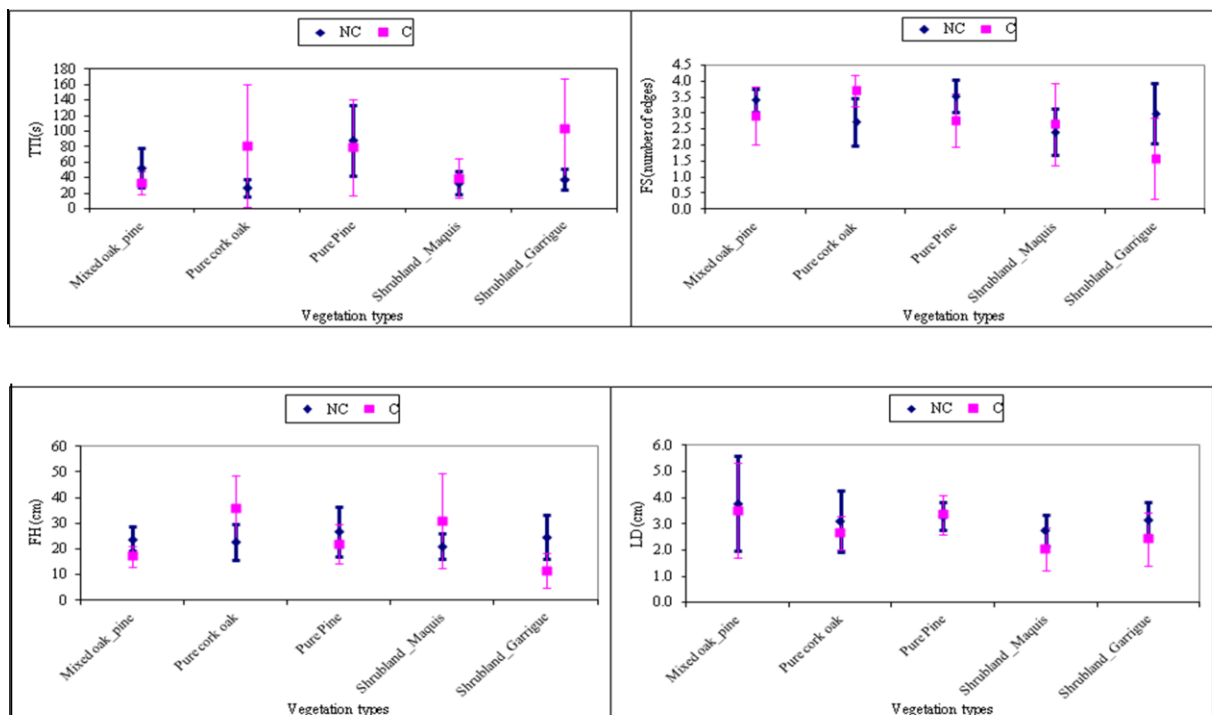 NC C
TTI(s)
180
160
140
120
100
80
60
40
20
0
Mixed oak_pine
Pure cork oak
Pure Pine
Shrubland_Maquis
Shrubland_Garrigue
Vegetation types
NC C
FS(number of edges)
4.5
4.0
3.5
3.0
2.5
2.0
1.5
1.0
0.5
0.0
Mixed oak_pine
Pure cork oak
Pure Pine
Shrubland_Maquis
Shrubland_Garrigue
Vegetation types
NC C
FH (cm)
60
50
40
30
20
10
0
Mixed oak_pine
Pure cork oak
Pure Pine
Shrubland_Maquis
Shrubland_Garrigue
Vegetation types
NC C
LD (cm)
6.0
5.0
4.0
3.0
2.0
1.0
0.0
Mixed oak_pine
Pure cork oak
Pure Pine
Shrubland_Maquis
Shrubland_Garrigue
Vegetation types